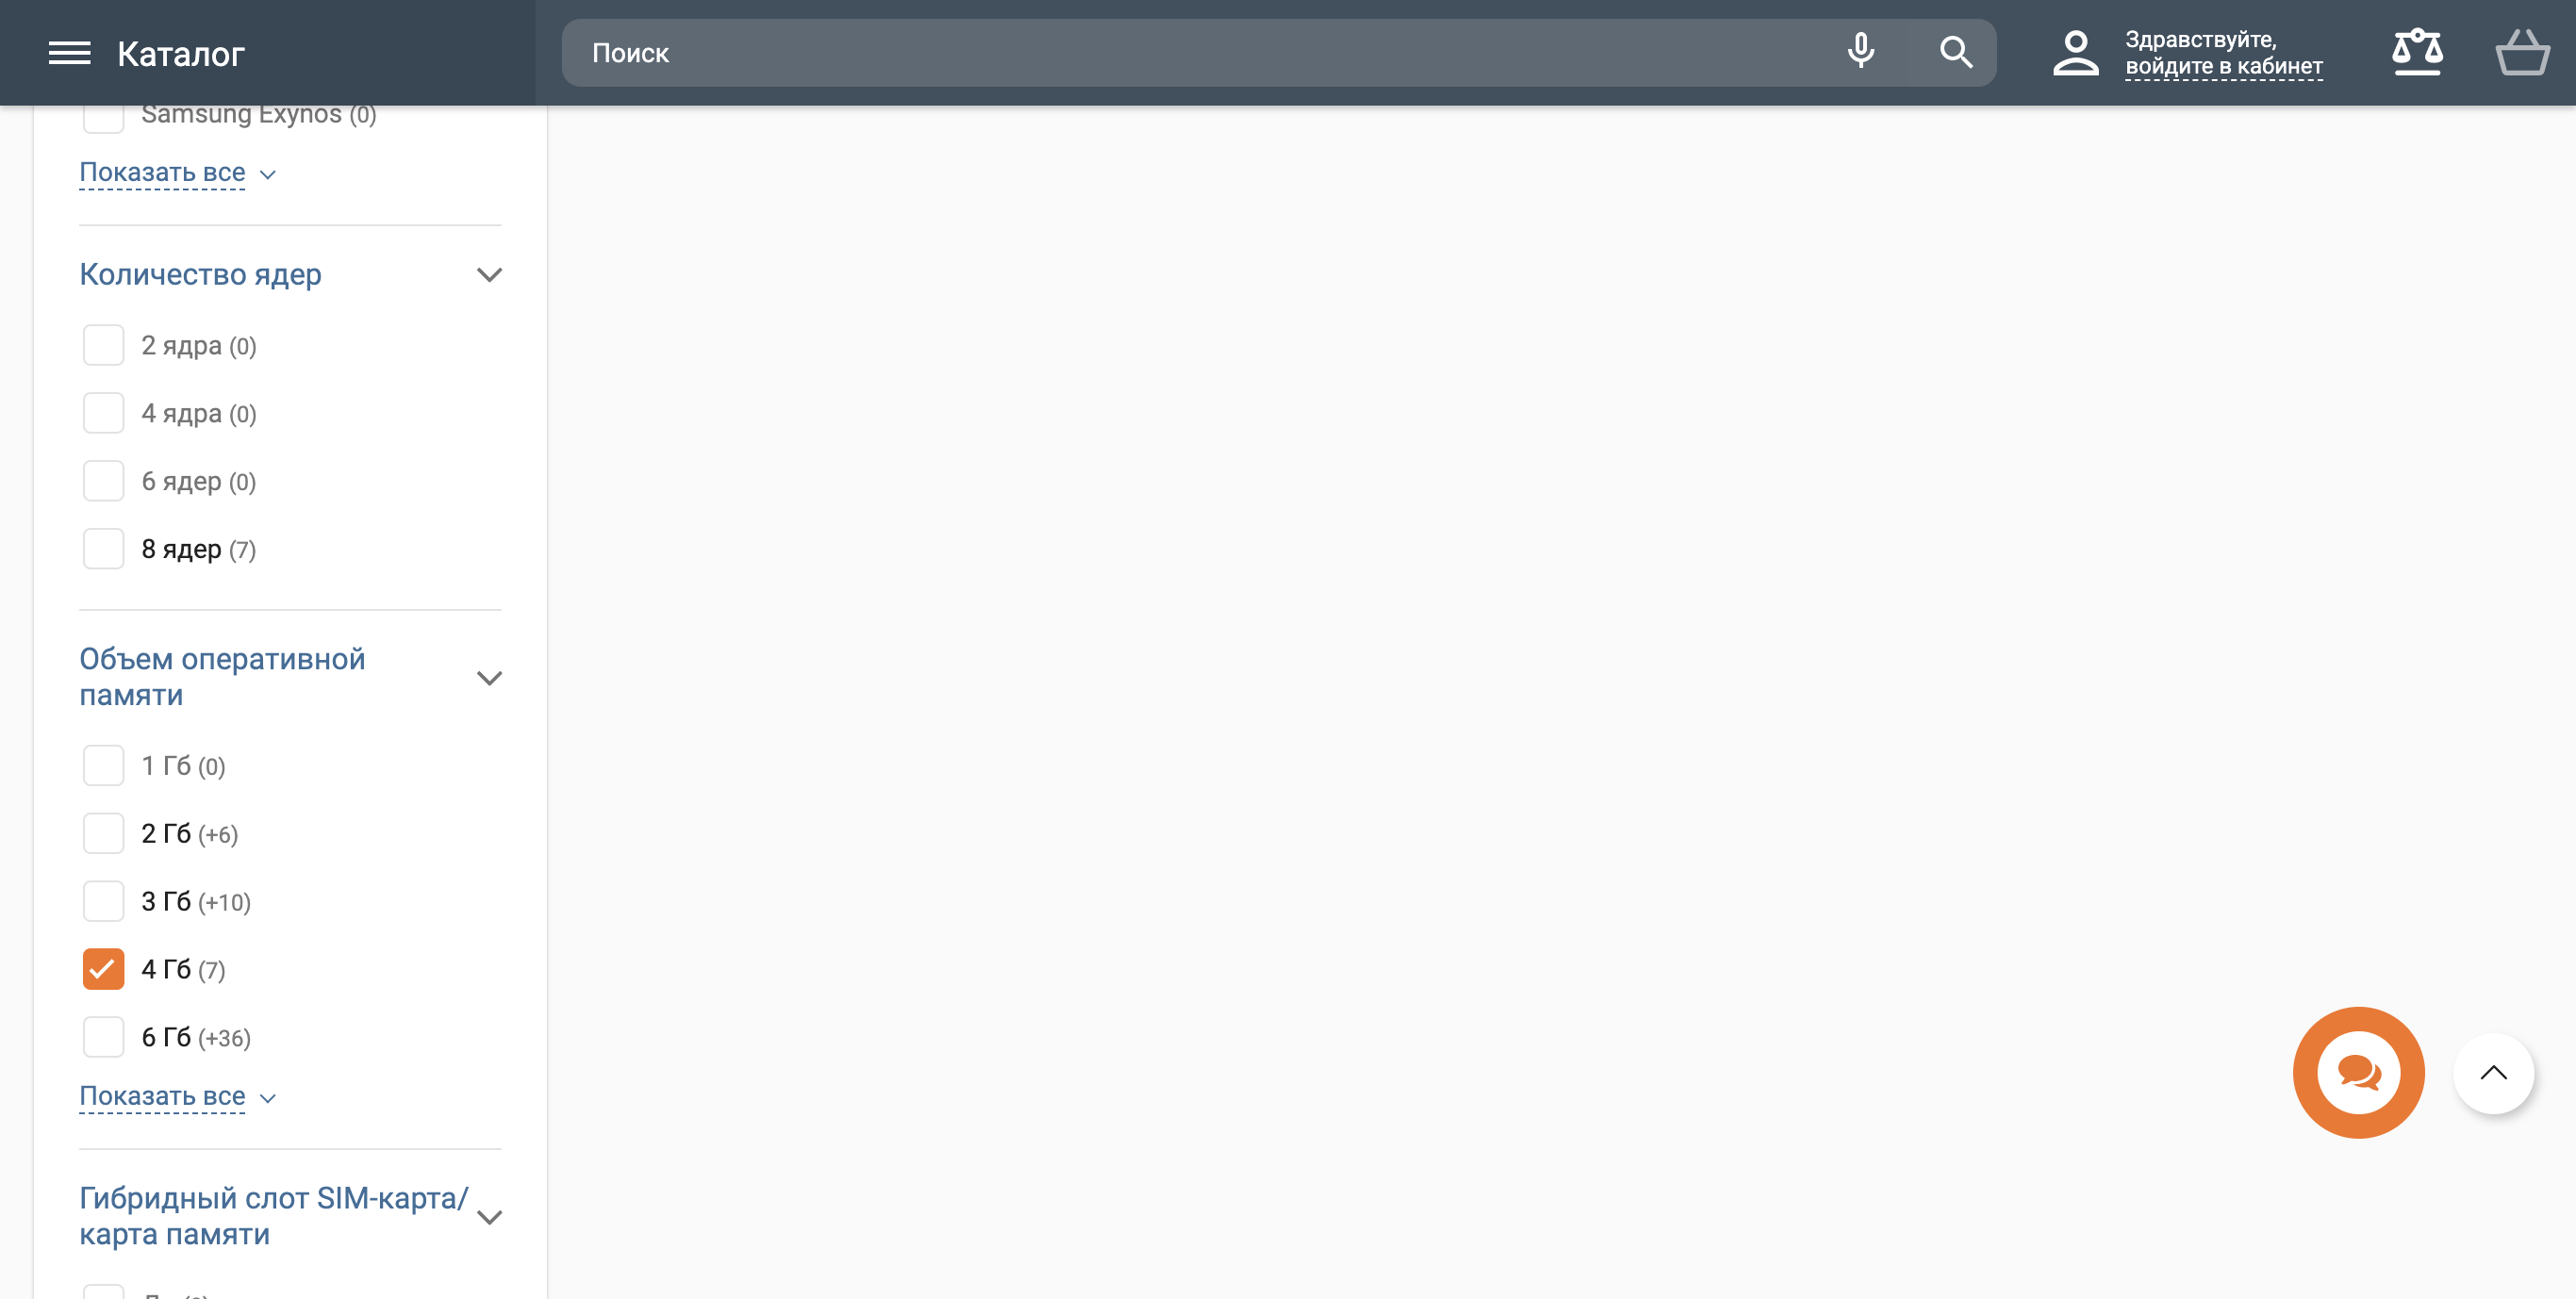 Каталог
Поиск
Здравствуйте,
войдите в кабинет
Samsung Exynos (0)
Показать все
Количество ядер
2 ядра (0)
4 ядра (0)
6 ядер (0)
8 ядер (7)
Объем оперативной
памяти
1 Гб (0)
2 Гб (+6)
3 Гб (+10)
4 Гб (7)
6 Гб (+36)
Показать все
Гибридный слот SIM-карта/
карта памяти